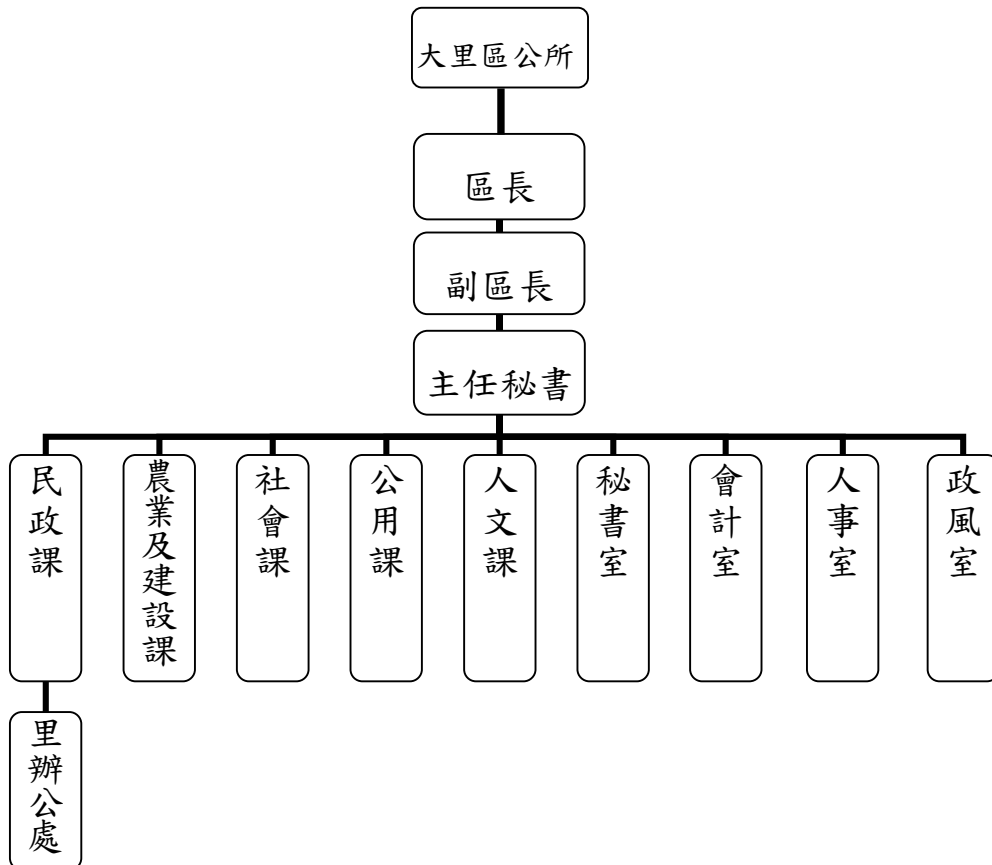 大里區公所
區長
副區長
主任秘書
民政課
農業及建設課
社會課
公用課
人文課
秘書室
會計室
人事室
政風室
里辦公處